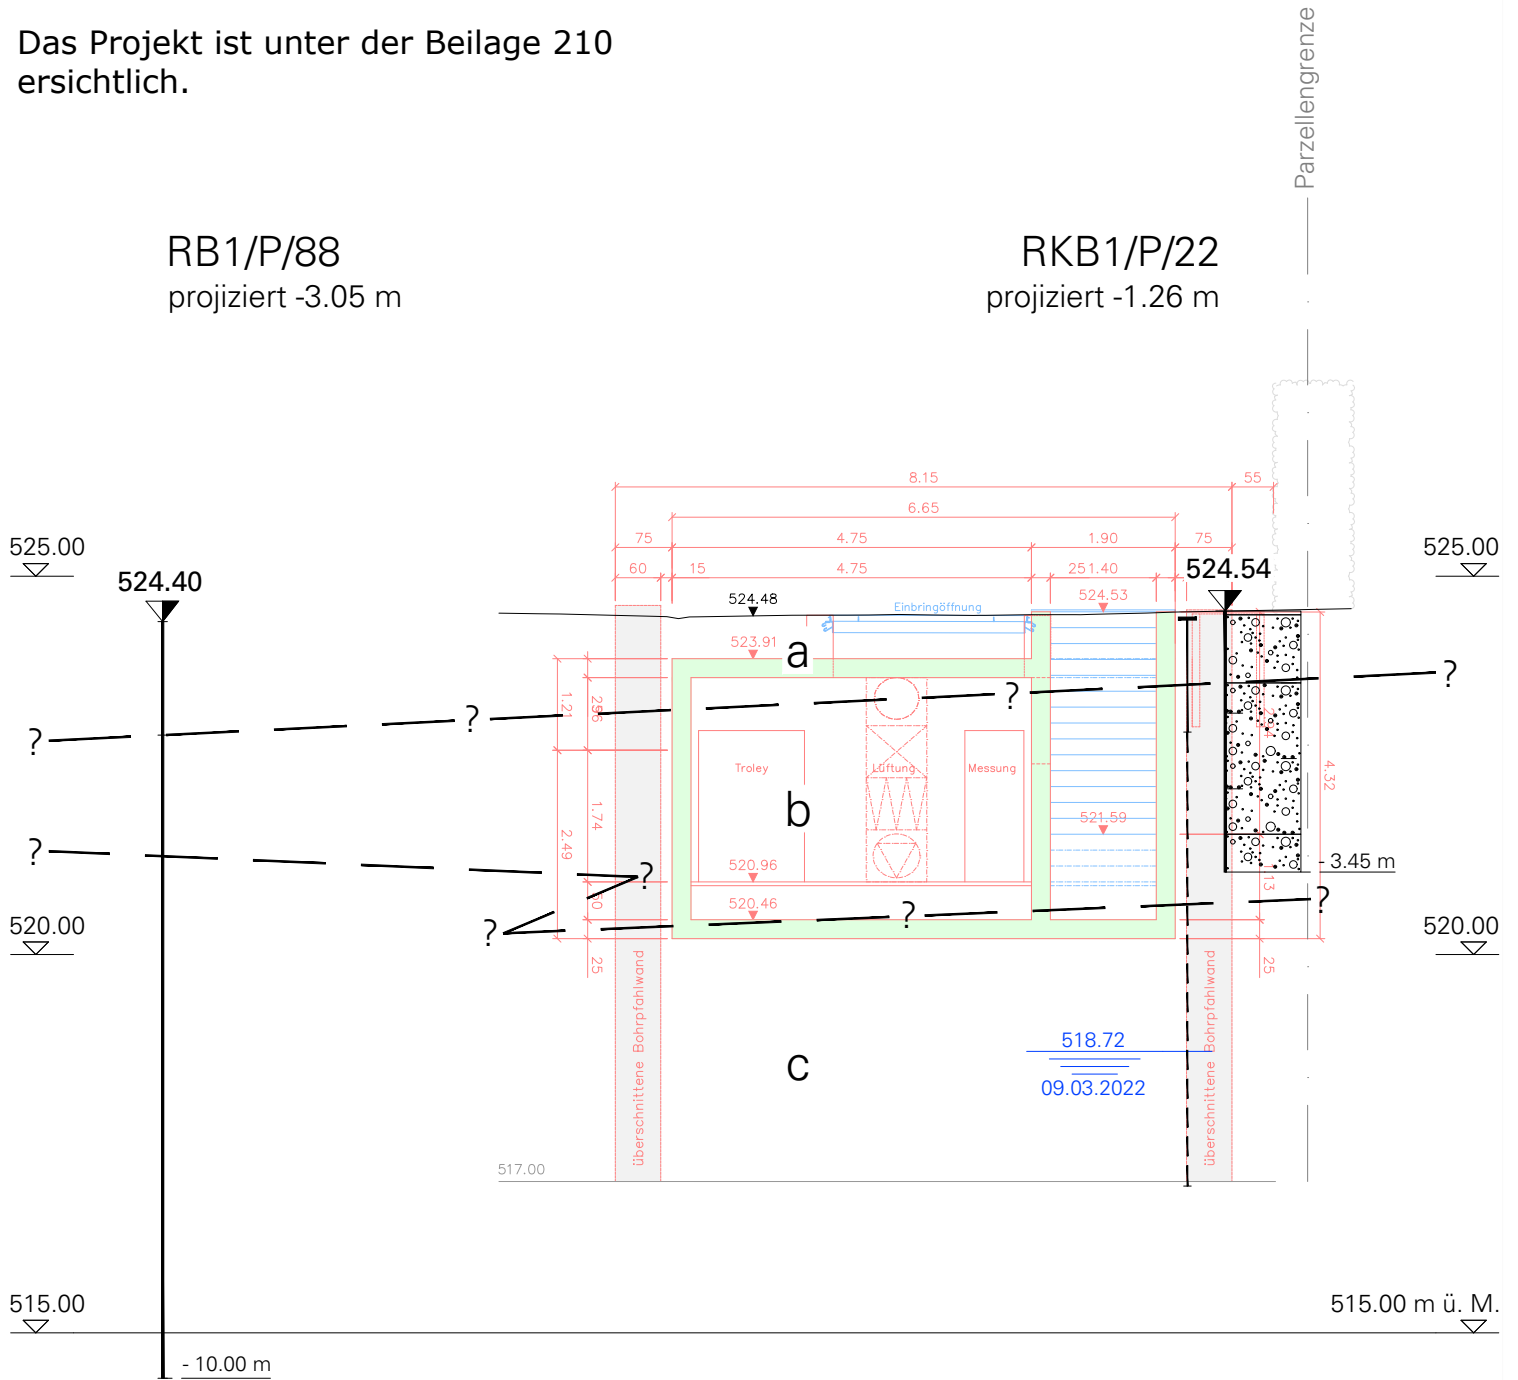 Das Projekt ist unter der Beilage 210
ersichtlich.
Parzellengrenze
RB1/P/88
projiziert -3.05 m
RKB1/P/22
projiziert -1.26 m
8.15
55
6.65
75
4.75
1.90
75
60
15
4.75
251.40
525.00
525.00
524.40
524.54
524.48
Einbringöffnung
524.53
523.91
a
?
?
?
?
1.21
25
Troley
Lüftung
Messung
4.32
b
1.74
2.49
521.59
?
?
520.96
- 3.45 m
13
60
520.46
?
?
?
520.00
520.00
25
25
überschnittene Bohrpfahlwand
überschnittene Bohrpfahlwand
518.72
09.03.2022
c
517.00
515.00
515.00 m ü. M.
- 10.00 m